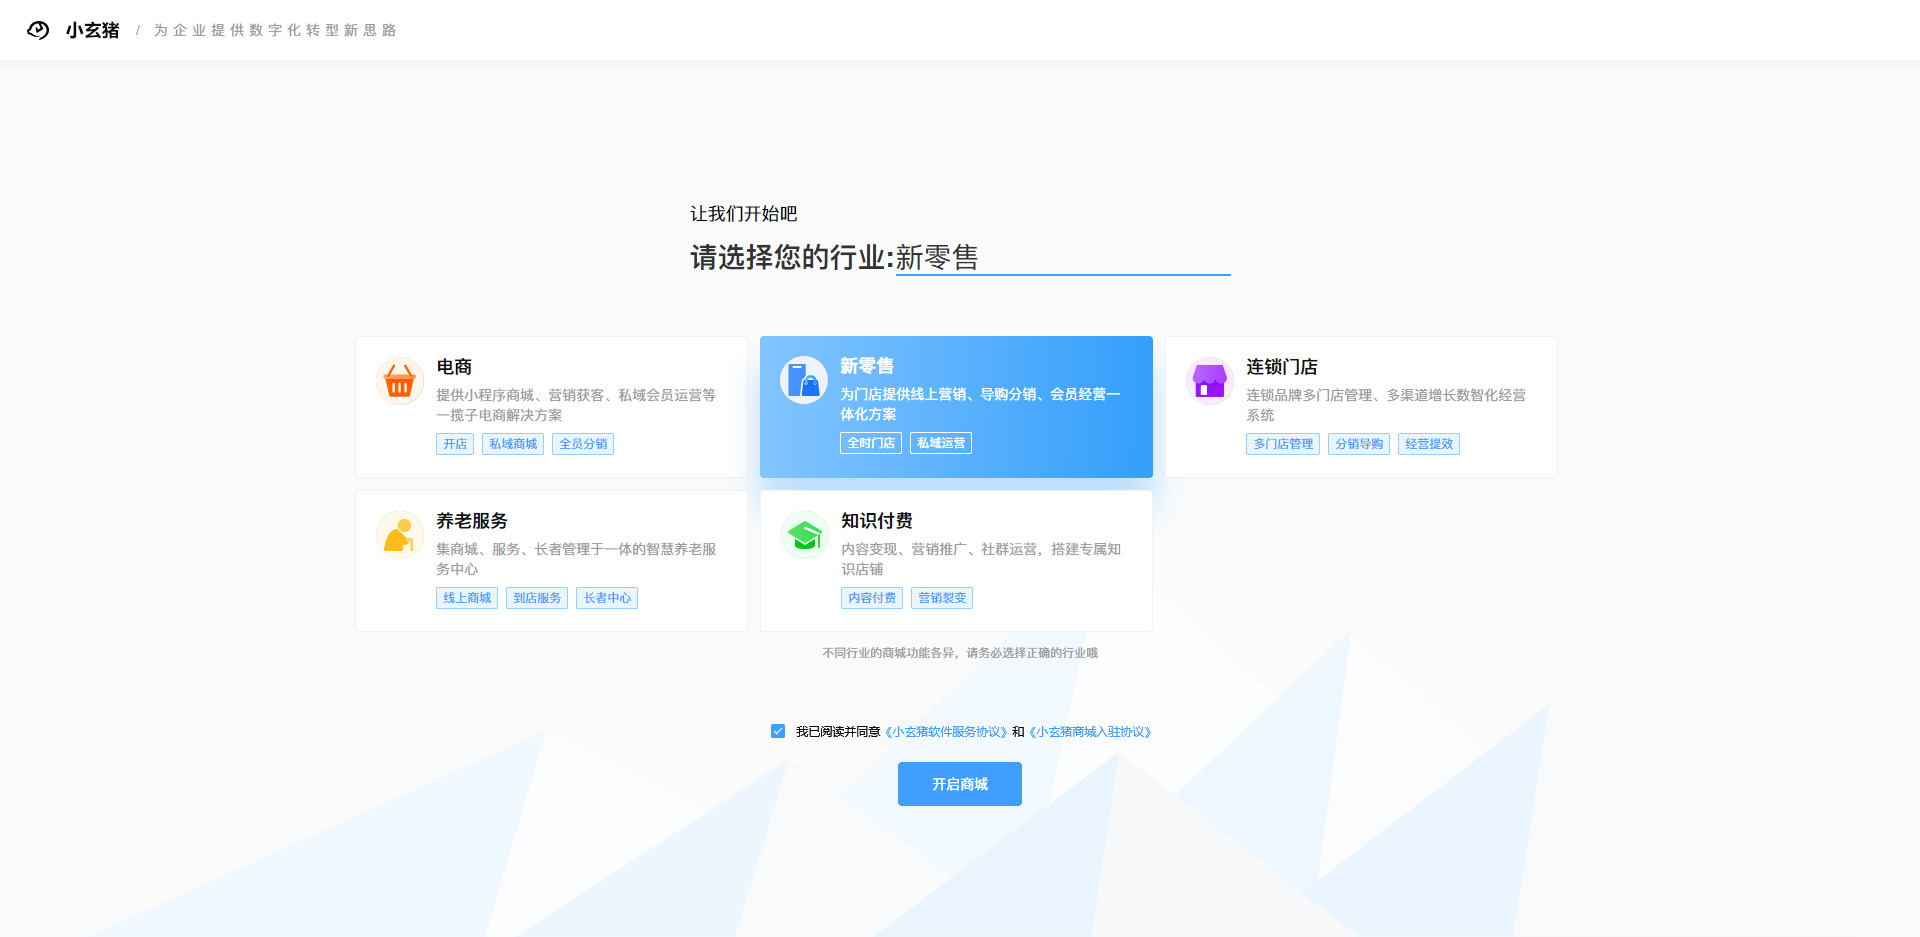 小玄猪 / 为企业提供数字化转型新思路
让我们开始吧
请选择您的行业:新零售
电商
提供小程序商城、营销获客、私域会员运营等
一揽子电商解决方案
开店 私域商城 全员分销
新零售
为门店提供线上营销、导购分销、会员经营一
体化方案
全时门店 私域运营
连锁门店
连锁品牌多门店管理、多渠道增长数智化经营
系统
多门店管理 分销导购 经营提效
养老服务
集商城、服务、长者管理于一体的智慧养老服
务中心
线上商城 到店服务 长者中心
知识付费
内容变现、营销推广、社群运营，搭建专属知
识店铺
内容付费 营销裂变
不同行业的商城功能各异，请务必选择正确的行业哦
我已阅读并同意《小玄猪软件服务协议》和《小玄猪商城入驻协议》
开启商城